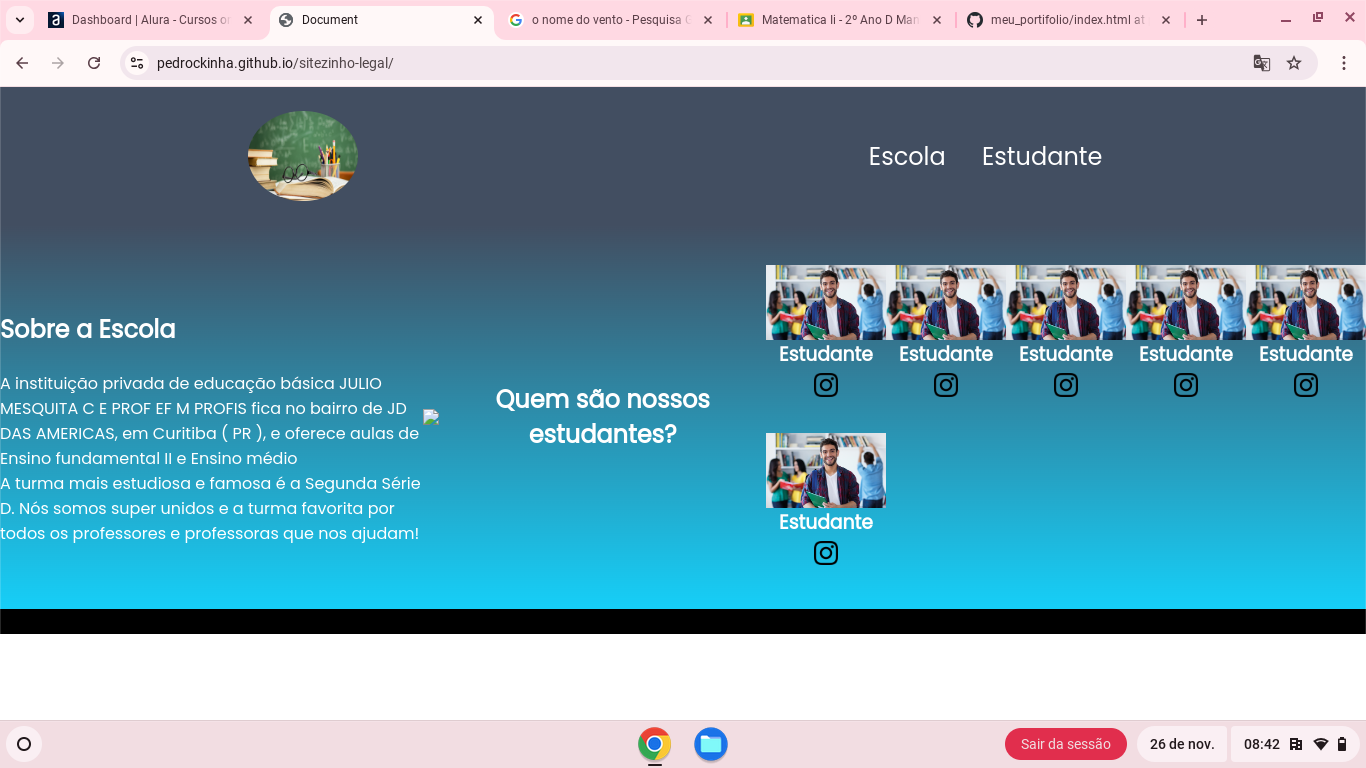 Dashboard | Alura - Cursos on
Document
o nome do vento - Pesquisa G
Matematica Ii - 2º Ano D Man
meu_portifolio/index.html at
pedrockinha.github.io/sitezinho-legal/
Escola Estudante
Sobre a Escola
A instituição privada de educação básica JULIO
MESQUITA C E PROF EF M PROFIS fica no bairro de JD
DAS AMERICAS, em Curitiba ( PR ), e oferece aulas de
Ensino fundamental II e Ensino médio
A turma mais estudiosa e famosa é a Segunda Série
D. Nós somos super unidos e a turma favorita por
todos os professores e professoras que nos ajudam!
Quem são nossos
estudantes?
Estudante Estudante Estudante Estudante Estudante
Estudante
Sair da sessão
26 de nov.
08:42